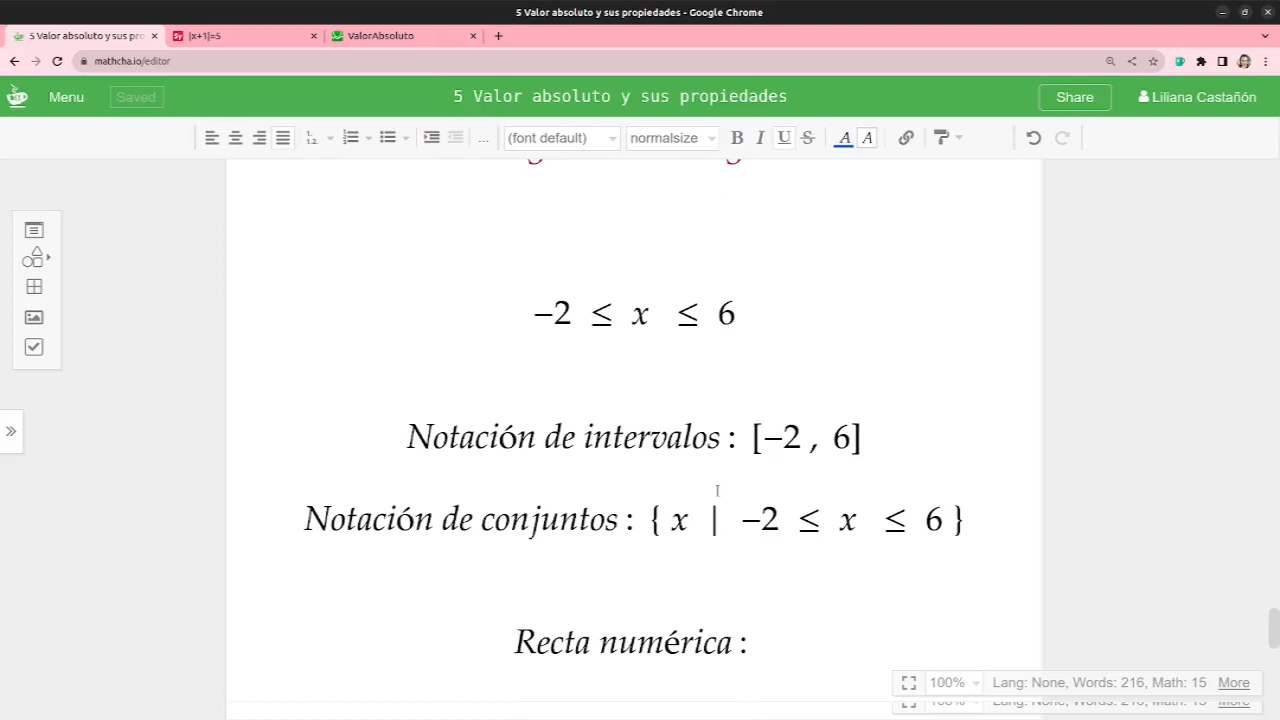 5 Valor absoluto y sus propiedades - Google Chrome
5 Valor absoluto y sus pro
|x+1|=5
ValorAbsoluto
mathcha.io/editor
Menu
Saved
5 Valor absoluto y sus propiedades
Share
Liliana Castañón
(font default)
normalsize
B I U S A A
−2 ≤ x ≤ 6
Notación de intervalos : [−2 , 6]
Notación de conjuntos : { x | −2 ≤ x ≤ 6 }
Recta numérica :
100% Lang: None, Words: 216, Math: 15 More